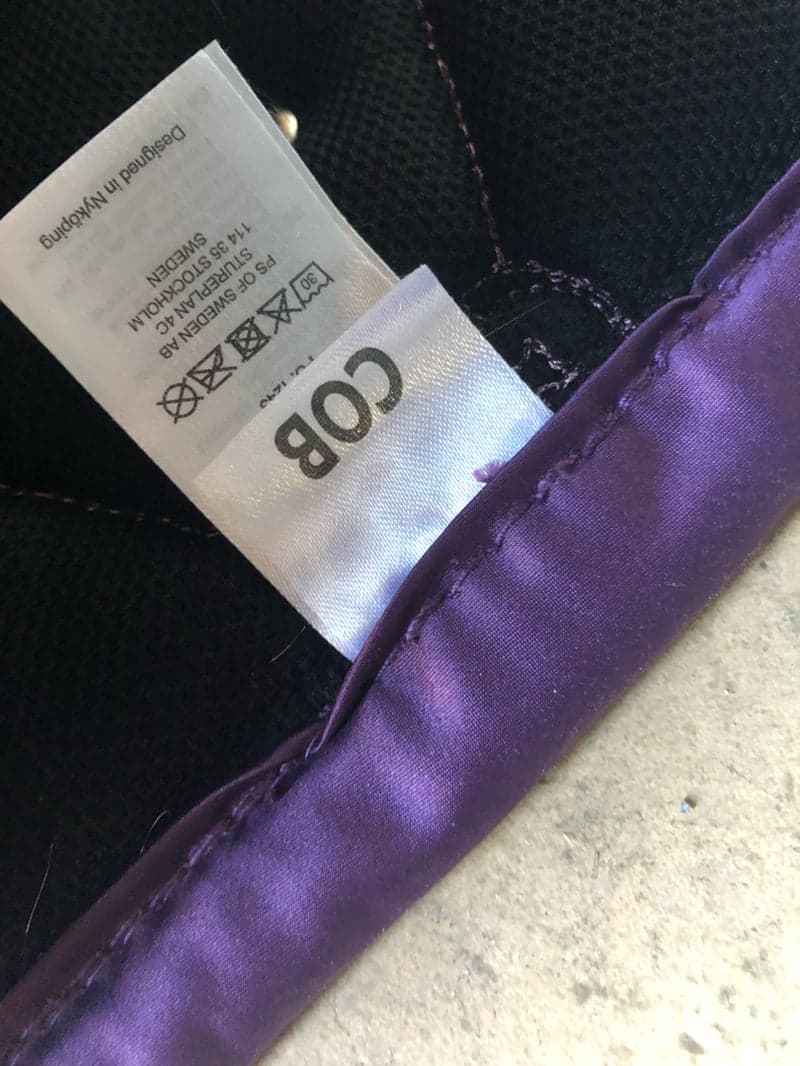 COB
30
PS OF SWEDEN AB
STUREPLAN 4C
114 35 STOCKHOLM
SWEDEN
Designed in Nyköping